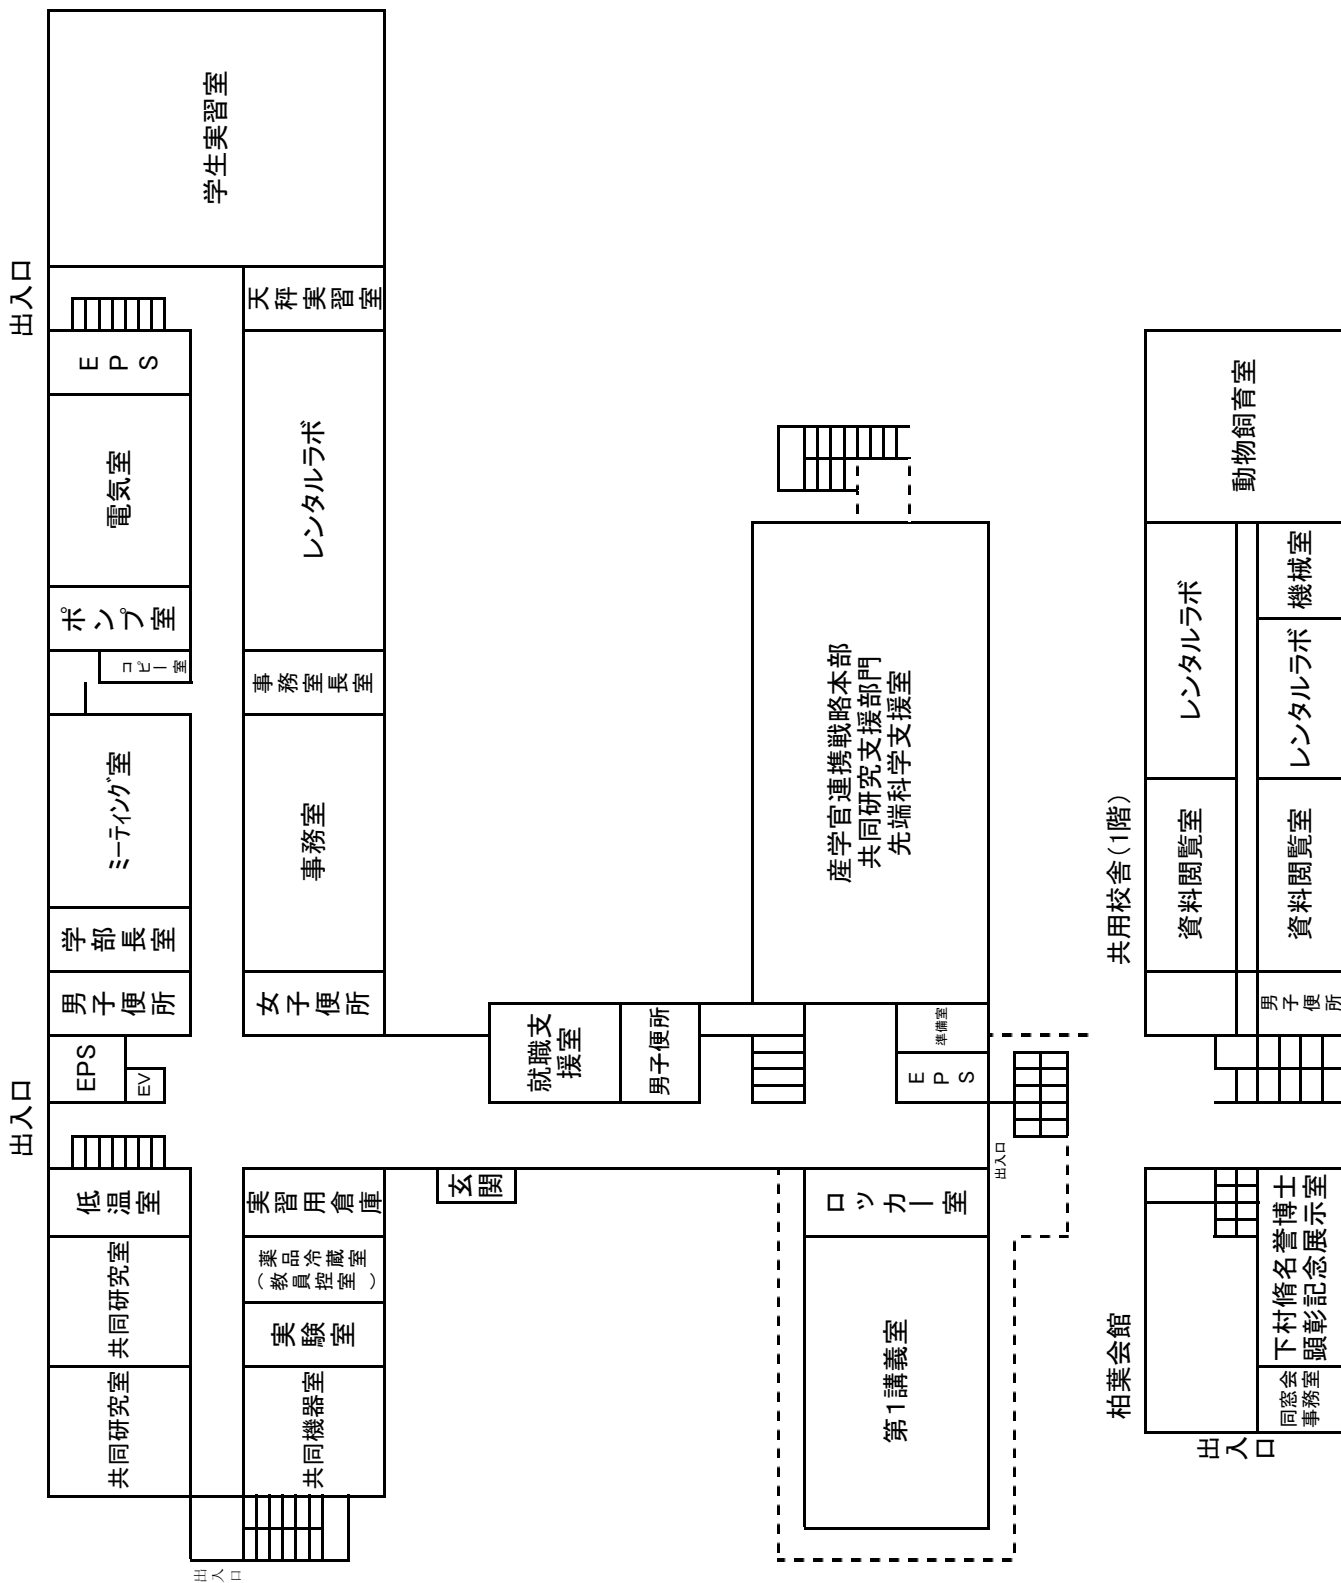 出入口
学生実習室
天秤実習室
EPS
電気室
レンタルラボ
ポンプ室
コピー室
事務室長室
ミーティング室
事務室
学部長室
男子便所
女子便所
出入口
EPS
EV
低温室
実習用倉庫
共同研究室
薬品冷蔵室
(教員控室)
実験室
共同研究室
共同機器室
出入口
就職支
援室
男子便所
玄関
産学官連携戦略本部
共同研究支援部門
先端科学支援室
準備室
EPS
出入口
ロッカー室
第1講義室
共用校舎(1階)
動物飼育室
レンタルラボ
機械室
レンタルラボ
資料閲覧室
資料閲覧室
男子便所
柏葉会館
下村脩名誉博士
顕彰記念展示室
同窓会
事務室
出入口